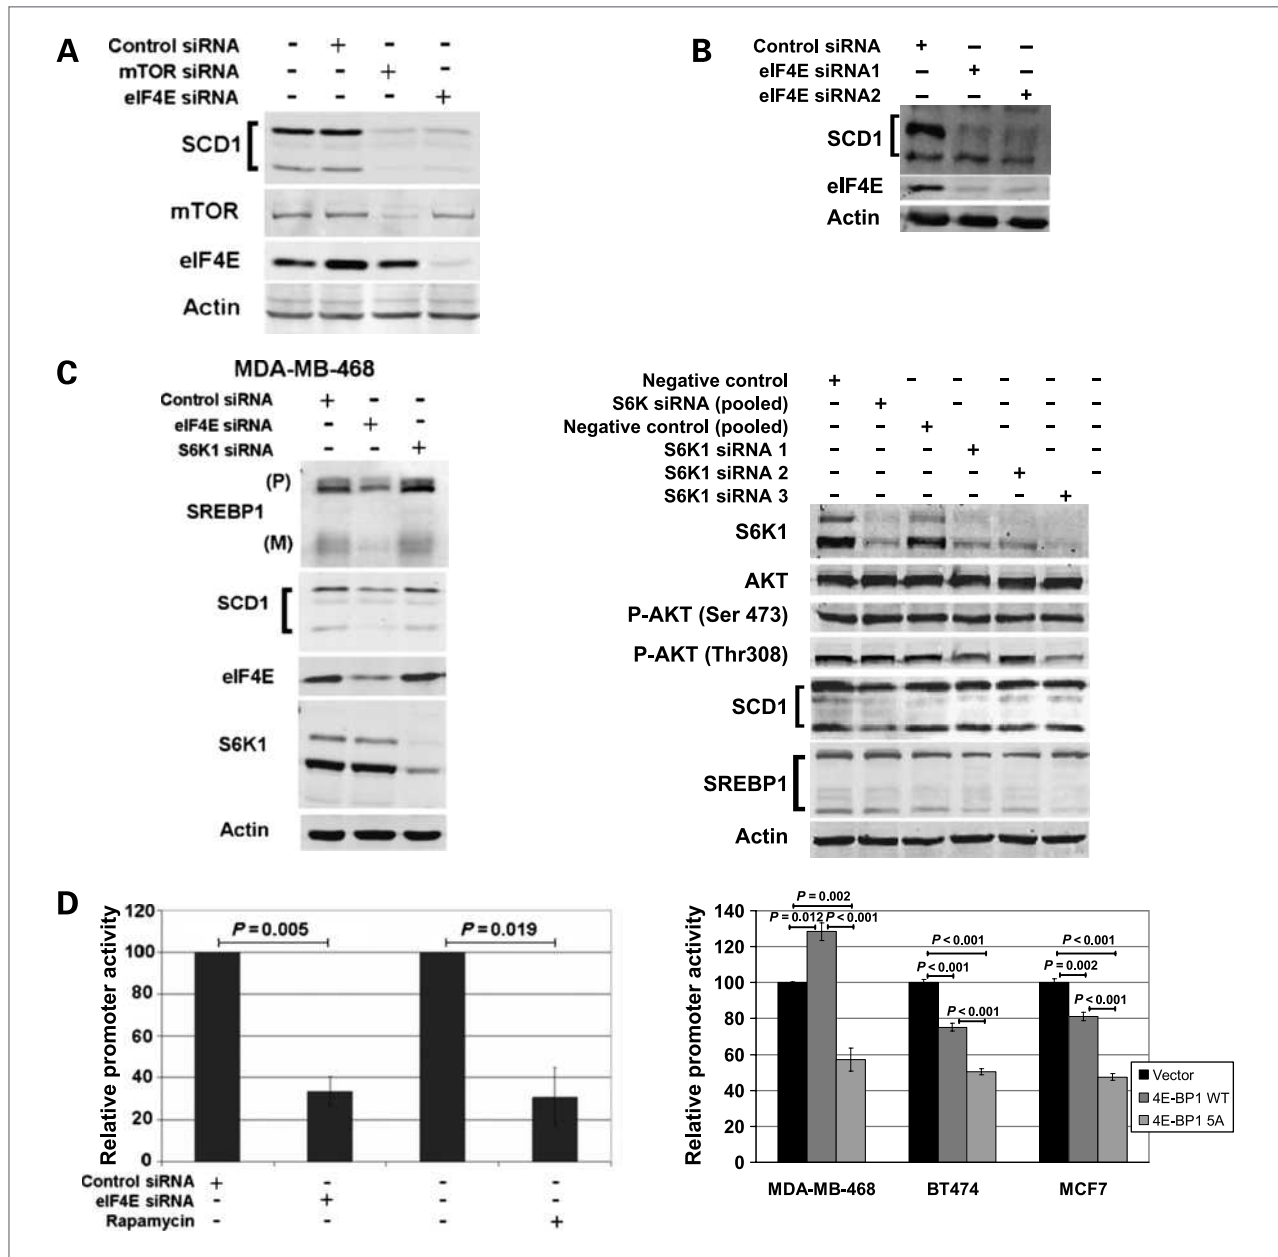 A
Control siRNA - + - -
mTOR siRNA - - + -
eIF4E siRNA - - - +
SCD1
mTOR
eIF4E
Actin
B
Control siRNA + - -
eIF4E siRNA1 - + -
eIF4E siRNA2 - - +
SCD1
eIF4E
Actin
C
MDA-MB-468
Control siRNA + - -
eIF4E siRNA - + -
S6K1 siRNA - - +
(P)
SREBP1
(M)
SCD1
eIF4E
S6K1
Actin
Negative control + - - - - - -
S6K siRNA (pooled) - + - - - - -
Negative control (pooled) - - + - - - -
S6K1 siRNA 1 - - - + - - -
S6K1 siRNA 2 - - - - + - -
S6K1 siRNA 3 - - - - - +
S6K1
AKT
P-AKT (Ser 473)
P-AKT (Thr308)
SCD1
SREBP1
Actin
D
Relative promoter activity
120
100
80
60
40
20
0
P = 0.005
P = 0.019
Control siRNA + - - -
eIF4E siRNA - + - -
Rapamycin - - - +
Relative promoter activity
140
120
100
80
60
40
20
0
P = 0.002
P = 0.012
P < 0.001
P < 0.001
P < 0.001
P < 0.001
P < 0.001
P = 0.002
P < 0.001
MDA-MB-468
BT474
MCF7
Vector
4E-BP1 WT
4E-BP1 5A